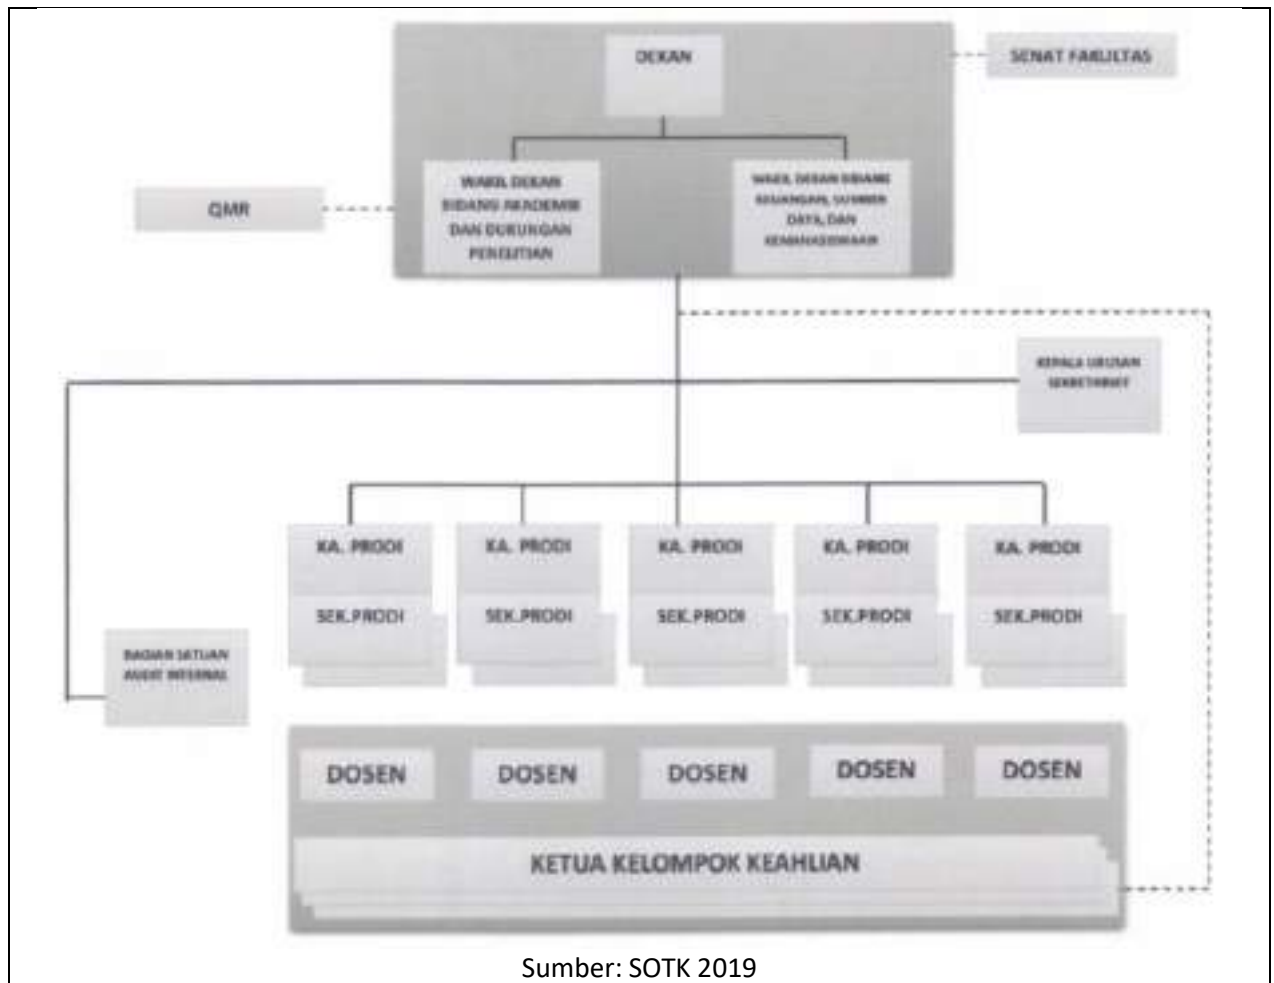 DEKAN
SENAT FAKULTAS
WAKIL DEKAN
BIDANG AKADEMIK
DAN DUKUNGAN
PENELITIAN
WAKIL DEKAN BIDANG
KEUANGAN, SUMBER
DAYA, DAN
KEMAHASISWAAN
QMR
KEPALA URUSAN
SEKRETARIAT
KA. PRODI
KA. PRODI
KA. PRODI
KA. PRODI
KA. PRODI
SEK.PRODI
SEK.PRODI
SEK.PRODI
SEK.PRODI
SEK.PRODI
BAGIAN SATUAN
AUDIT INTERNAL
DOSEN
DOSEN
DOSEN
DOSEN
DOSEN
KETUA KELOMPOK KEAHLIAN
Sumber: SOTK 2019